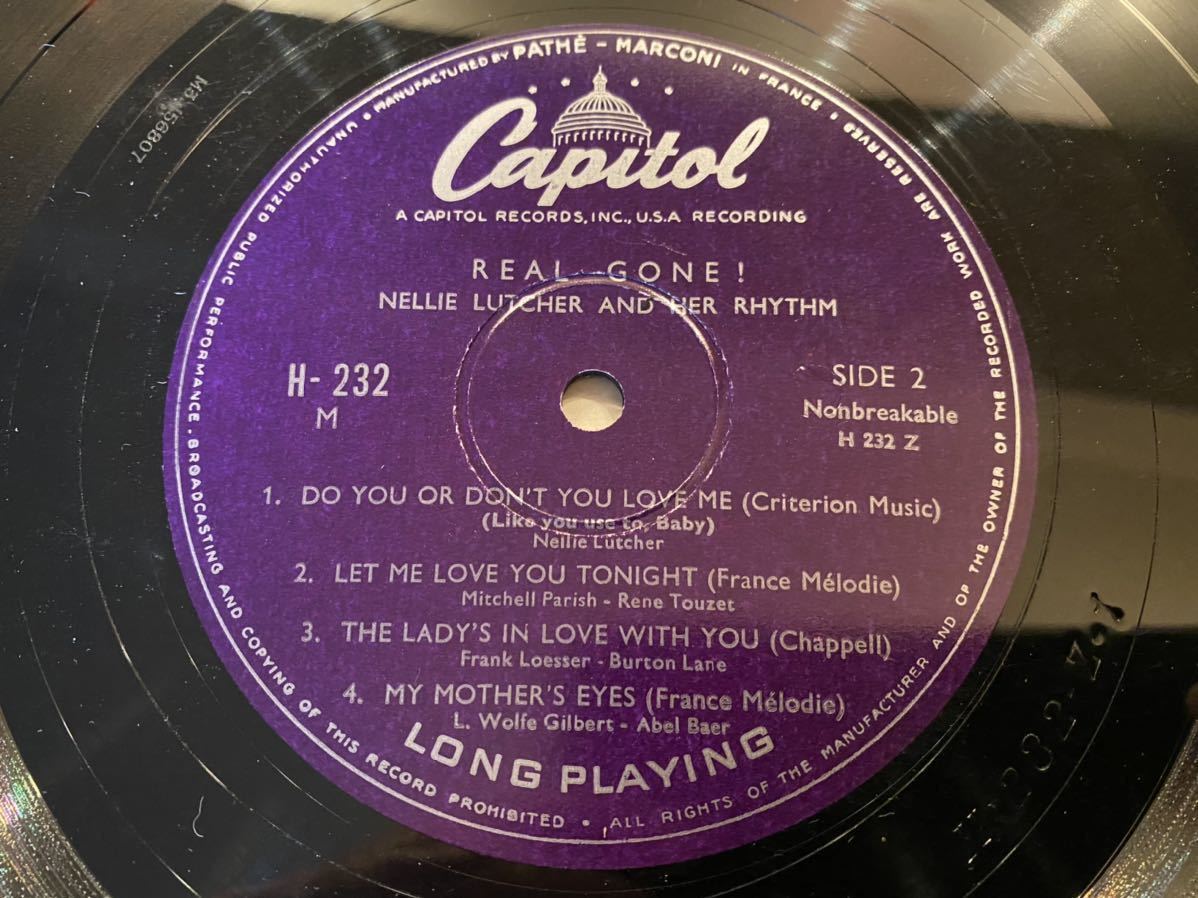 MANUFACTURED BY PATHÈ - MARCONI IN FRANCE •
Capitol
A CAPITOL RECORDS, INC., U.S.A RECORDING
REAL GONE!
NELLIE LUTCHER AND HER RHYTHM
H-232
M
SIDE 2
Nonbreakable
H 232 Z
1. DO YOU OR DON'T YOU LOVE ME (Criterion Music)
(Like you use to, Baby)
Nellie Lutcher
2. LET ME LOVE YOU TONIGHT (France Mélodie)
Mitchell Parish - Rene Touzet
3. THE LADY'S IN LOVE WITH YOU (Chappell)
Frank Loesser - Burton Lane
4. MY MOTHER'S EYES (France Mélodie)
L. Wolfe Gilbert - Abel Baer
LONG PLAYING
UNAUTHORIZED PUBLIC PERFORMANCE, BROADCASTING AND COPYING OF THIS RECORD PROHIBITED • ALL RIGHTS OF THE MANUFACTURER AND OF THE OWNER OF THE RECORDED WORK ARE RESERVED •